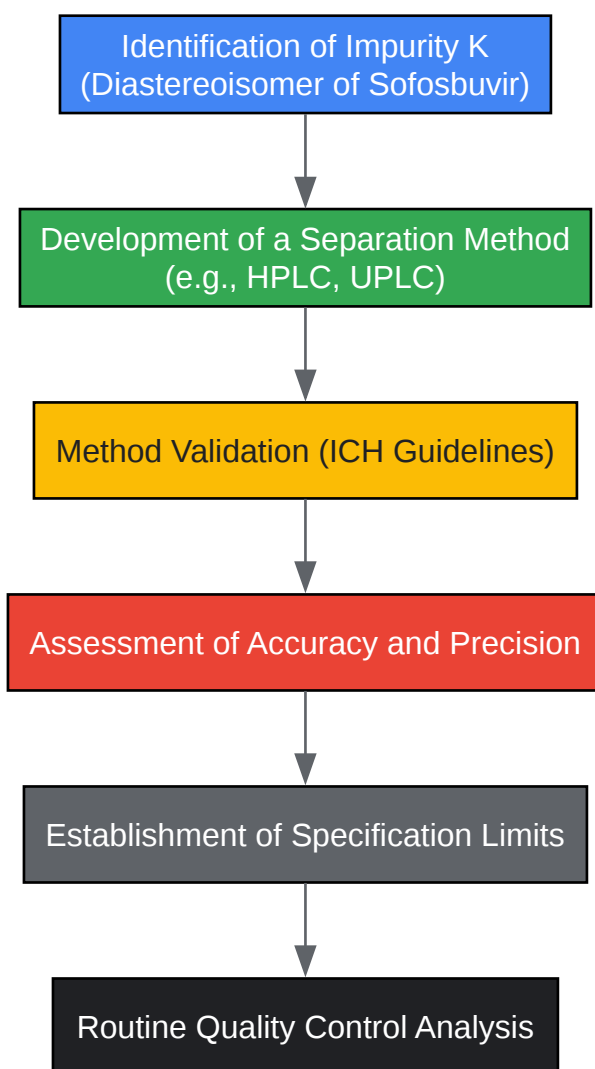 Identification of Impurity K
(Diastereoisomer of Sofosbuvir)
Development of a Separation Method
(e.g., HPLC, UPLC)
Method Validation (ICH Guidelines)
Assessment of Accuracy and Precision
Establishment of Specification Limits
Routine Quality Control Analysis